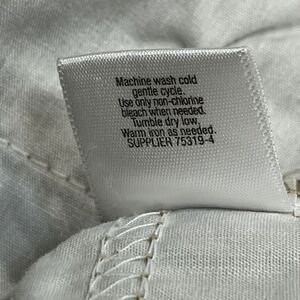 Machine wash cold
gentle cycle.
Use only non-chlorine
bleach when needed.
Tumble dry low.
Warm iron as needed.
SUPPLIER 75319-4